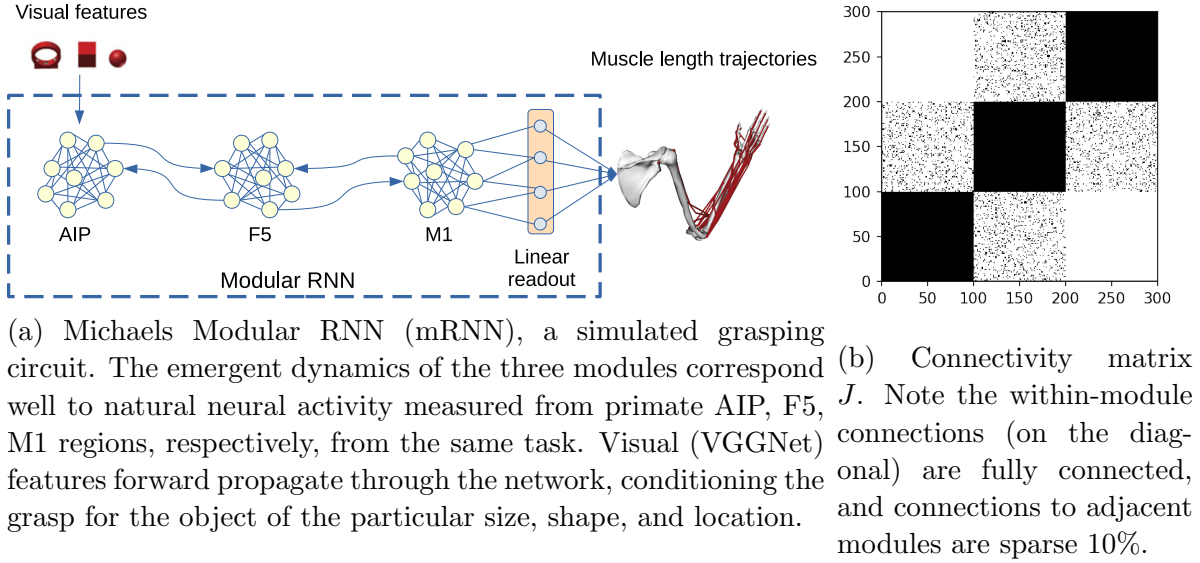 Visual features
Muscle length trajectories
AIP
F5
M1
Linear
readout
Modular RNN
300
250
200
150
100
50
0
0 50 100 150 200 250 300
(a) Michaels Modular RNN (mRNN), a simulated grasping
circuit. The emergent dynamics of the three modules correspond
well to natural neural activity measured from primate AIP, F5,
M1 regions, respectively, from the same task. Visual (VGGNet)
features forward propagate through the network, conditioning the
grasp for the object of the particular size, shape, and location.
(b) Connectivity matrix
J. Note the within-module
connections (on the diag-
onal) are fully connected,
and connections to adjacent
modules are sparse 10%.